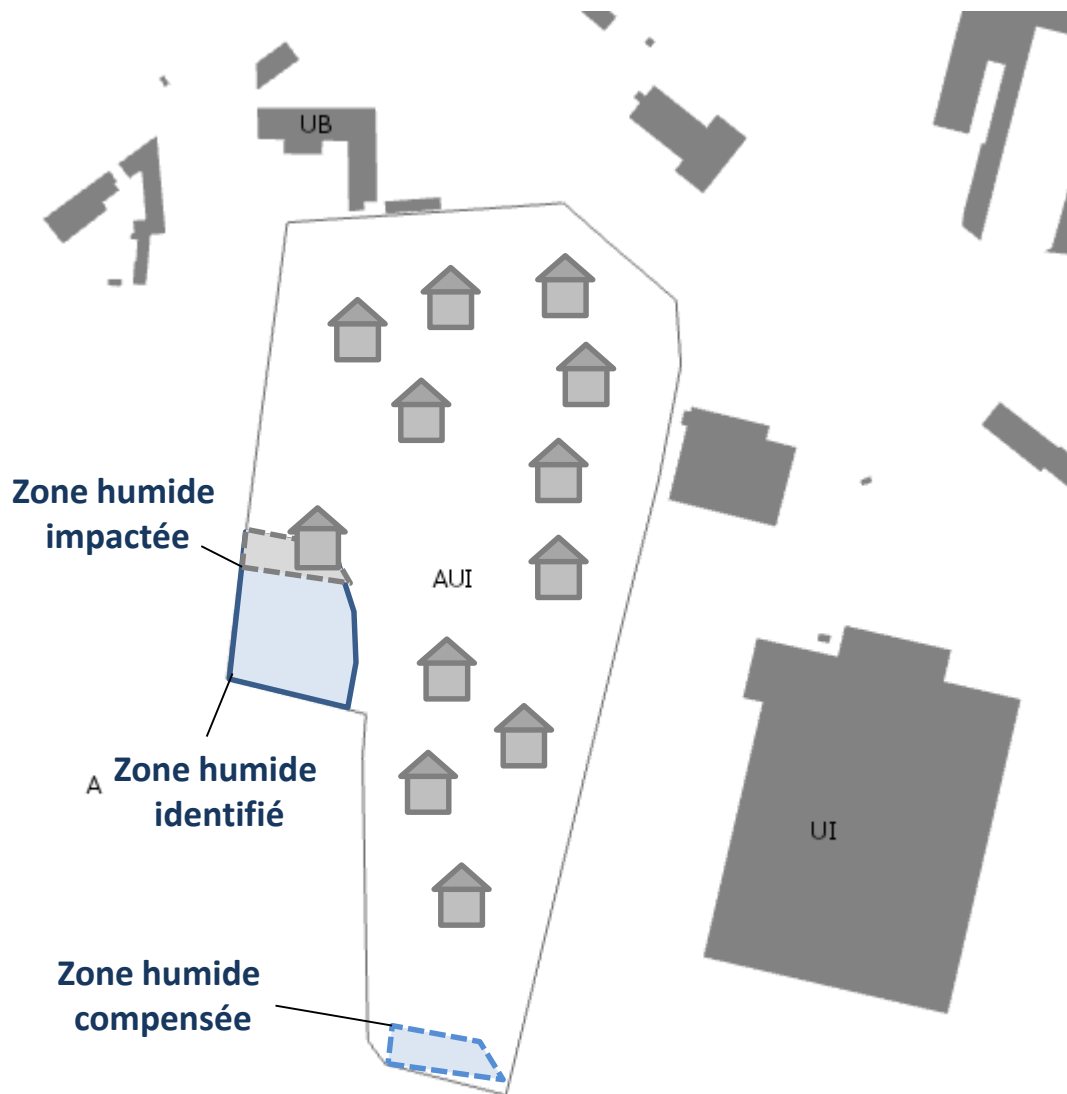 UB
Zone humide
impactée
AUI
Zone humide
identifié
A
UI
Zone humide
compensée